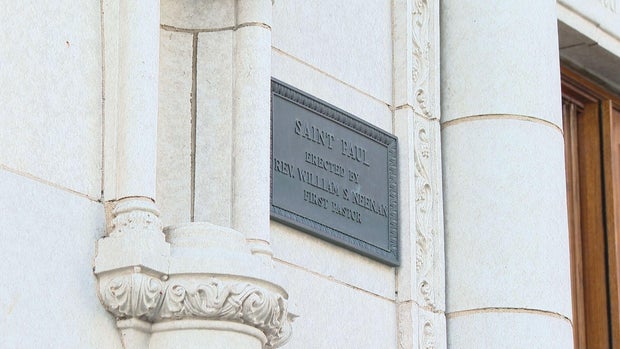 SAINT PAUL
ERECTED BY
REV. WILLIAM S. NEENAN
FIRST PASTOR